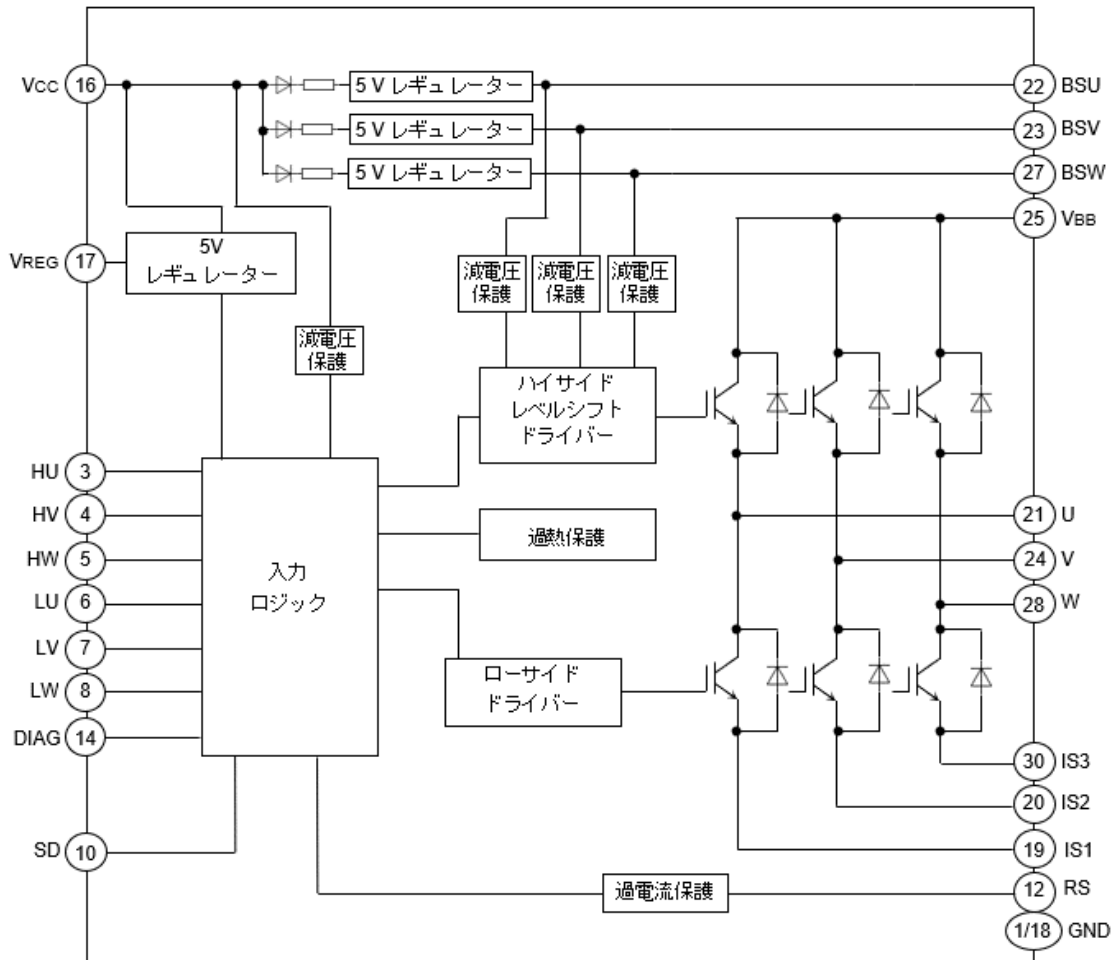 VCC 16
5 V レギュレーター
22 BSU
5 V レギュレーター
23 BSV
5 V レギュレーター
27 BSW
25 VBB
VREG 17
5V
レギュレーター
減電圧
保護
減電圧
保護
減電圧
保護
減電圧
保護
ハイサイド
レベルシフト
ドライバー
HU 3
HV 4
HW 5
LU 6
LV 7
LW 8
DIAG 14
SD 10
入力
ロジック
過熱保護
ローサイド
ドライバー
21 U
24 V
28 W
30 IS3
20 IS2
19 IS1
過電流保護
12 RS
1/18 GND